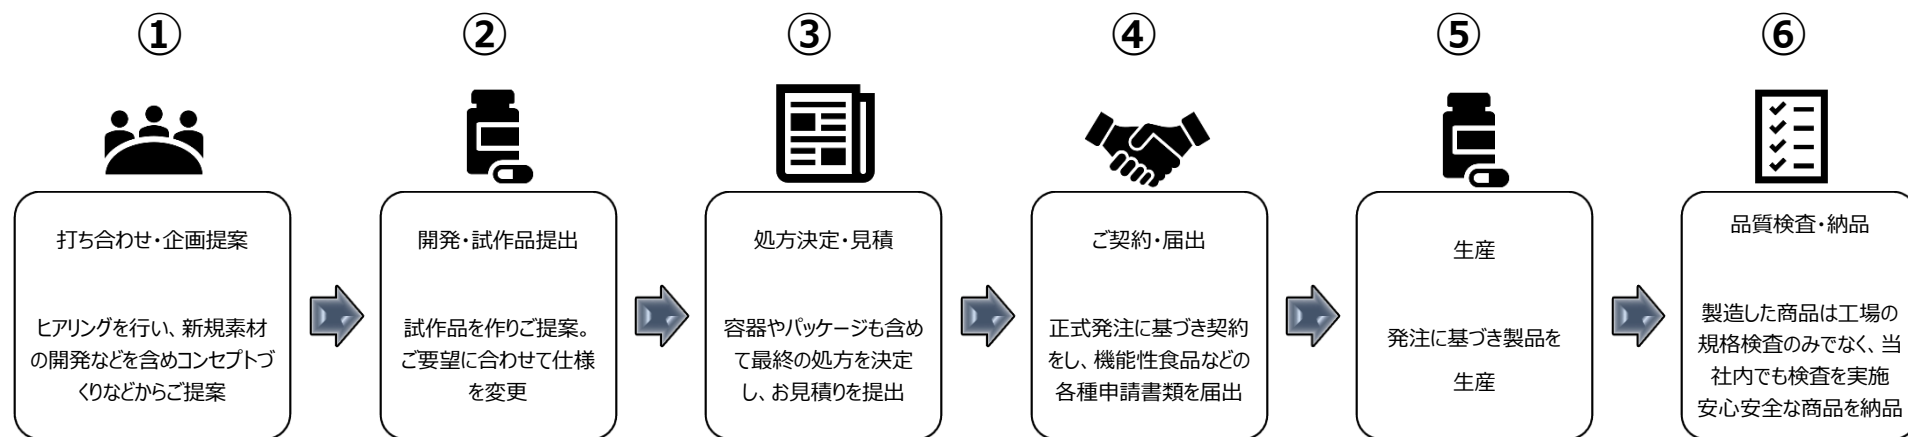 ①
②
③
④
⑤
⑥
打ち合わせ・企画提案
ヒアリングを行い、新規素材
の開発などを含めコンセプトづ
くりなどからご提案
開発・試作品提出
試作品を作りご提案。
ご要望に合わせて仕様
を変更
処方決定・見積
容器やパッケージも含め
て最終の処方を決定
し、お見積りを提出
ご契約・届出
正式発注に基づき契約
をし、機能性食品などの
各種申請書類を届出
生産
発注に基づき製品を
生産
品質検査・納品
製造した商品は工場の
規格検査のみでなく、当
社内でも検査を実施
安心安全な商品を納品